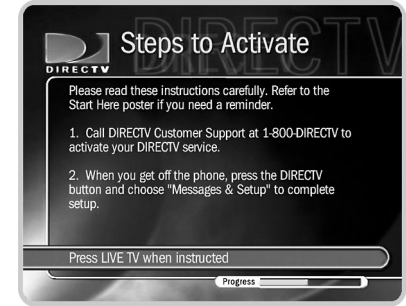 Steps to Activate
DIRECTV
Please read these instructions carefully. Refer to the
Start Here poster if you need a reminder.
1. Call DIRECTV Customer Support at 1-800-DIRECTV to
activate your DIRECTV service.
2. When you get off the phone, press the DIRECTV
button and choose "Messages & Setup" to complete
setup.
Press LIVE TV when instructed
Progress